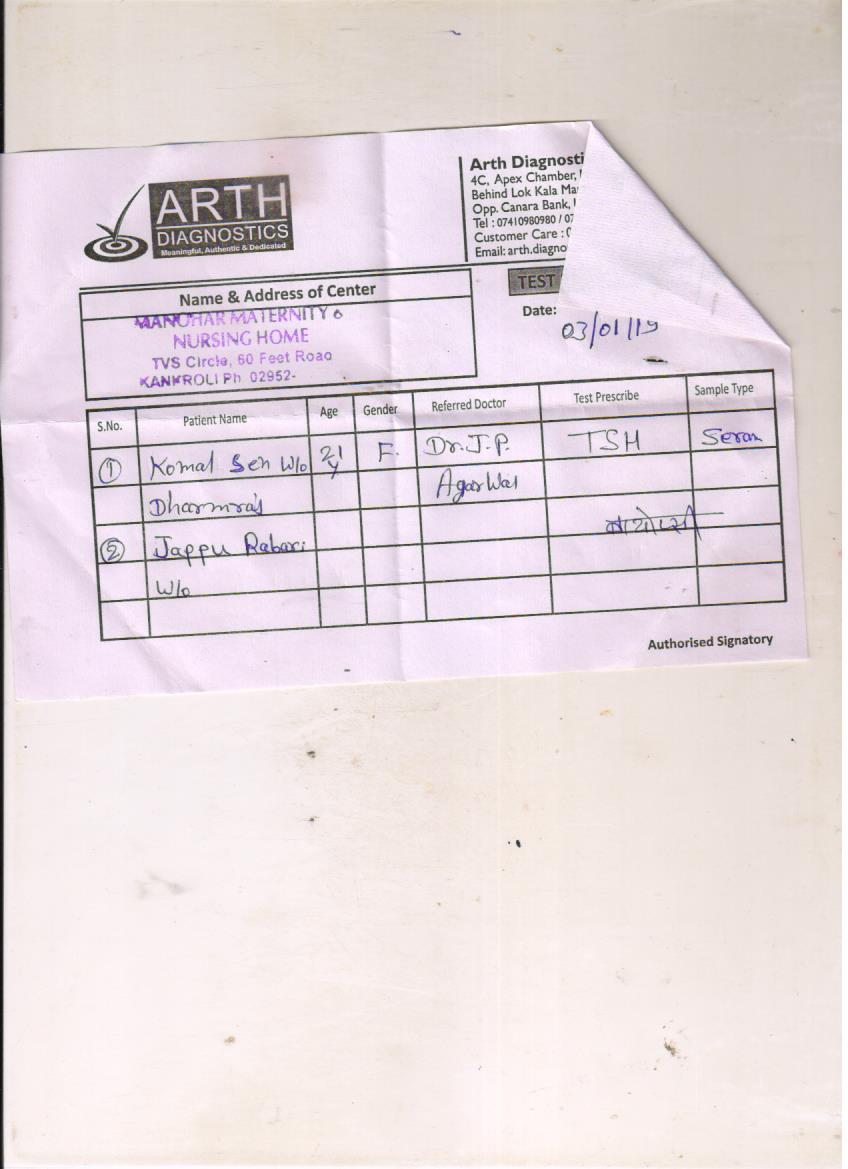 ARTH
DIAGNOSTICS
Meaningful, Authentic & Dedicated
Arth Diagnosti
4C, Apex Chamber,
Behind Lok Kala Ma
Opp. Canara Bank,
Tel : 07410980980 / 07
Customer Care : 0
Email: arth.diagno
TEST
Date:
03/01/19
Name & Address of Center
MANOHAR MATERNITY &
NURSING HOME
TVS Circle, 60 Feet Road
KANKROLI Ph 02952-
S.No. Patient Name Age Gender Referred Doctor Test Prescribe Sample Type
1 Komal Sen W/o 21 F. Dr. J.P. TSH Seram
y
Dharmras Agarwal
2 Jappu Rabari
W/o
Authorised Signatory